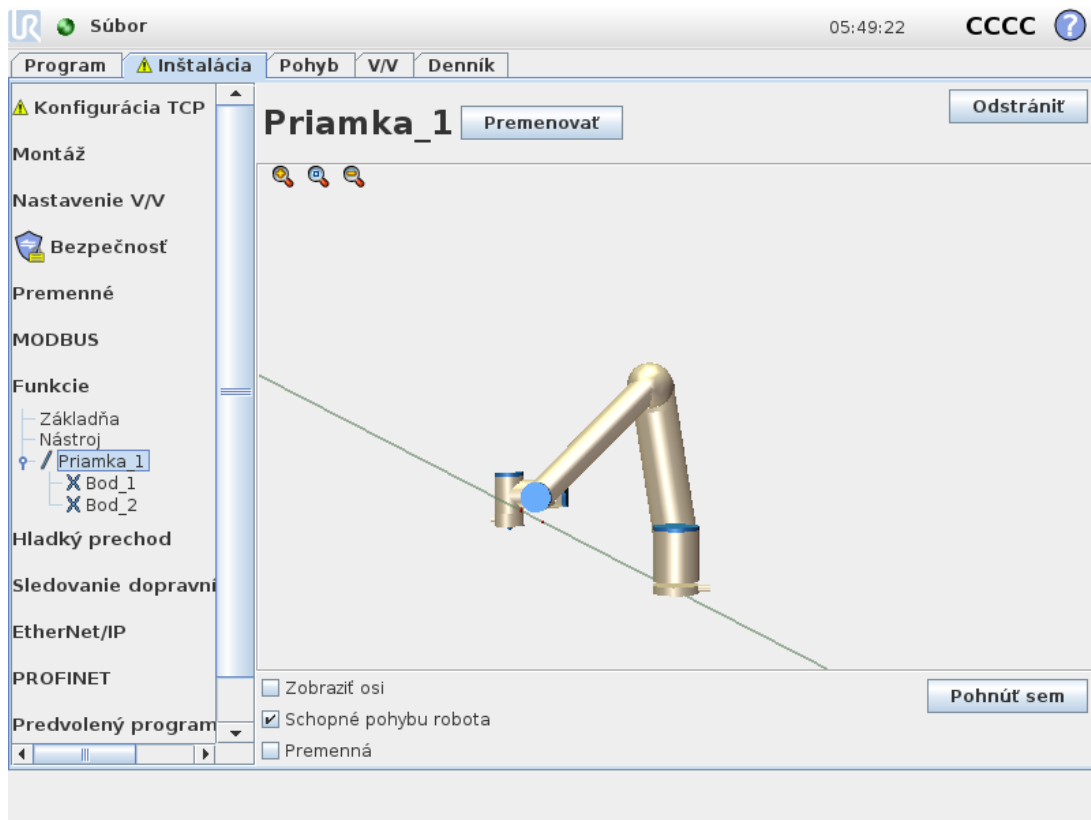 UR
Súbor
05:49:22
CCCC
?
Program
Inštalácia
Pohyb
V/V
Denník
Konfigurácia TCP
Montáž
Nastavenie V/V
Bezpečnosť
Premenné
MODBUS
Funkcie
Základňa
Nástroj
Priamka_1
Bod_1
Bod_2
Hladký prechod
Sledovanie dopravní
EtherNet/IP
PROFINET
Predvolený program
Priamka_1
Premenovať
Odstrániť
Zobraziť osi
Schopné pohybu robota
Premenná
Pohnúť sem